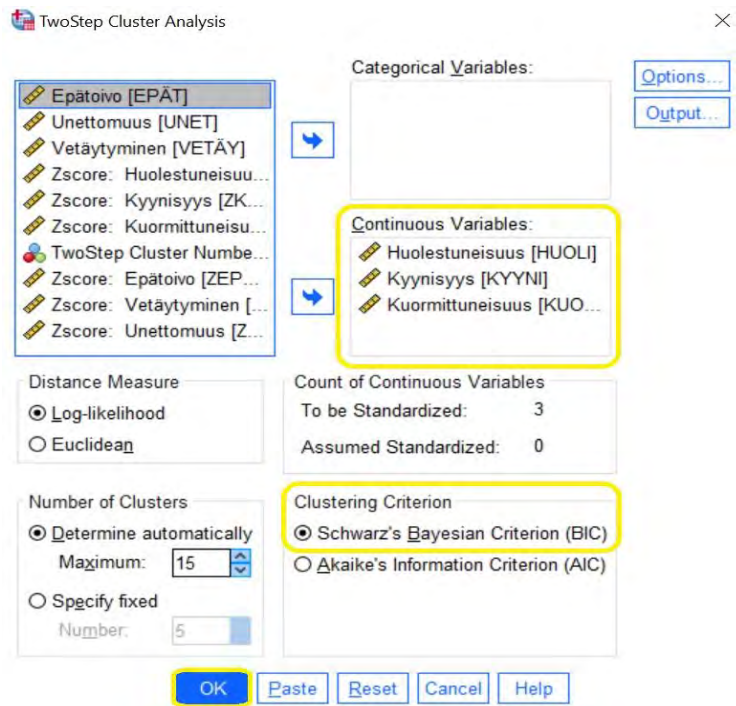 TwoStep Cluster Analysis
Epätoivo [EPÄT]
Unettomuus [UNET]
Vetäytyminen [VETÄY]
Zscore: Huolestuneisuu...
Zscore: Kyynisyys [ZK...
Zscore: Kuormittuneisu...
TwoStep Cluster Numbe...
Zscore: Epätoivo [ZEP...
Zscore: Vetäytyminen [...
Zscore: Unettomuus [Z...
Categorical Variables:
Continuous Variables:
Huolestuneisuus [HUOLI]
Kyynisyys [KYYNI]
Kuormittuneisuus [KUO...
Options...
Output...
Distance Measure
Log-likelihood
Euclidean
Count of Continuous Variables
To be Standardized: 3
Assumed Standardized: 0
Number of Clusters
Determine automatically
Maximum: 15
Specify fixed
Number: 5
Clustering Criterion
Schwarz's Bayesian Criterion (BIC)
Akaike's Information Criterion (AIC)
OK Paste Reset Cancel Help